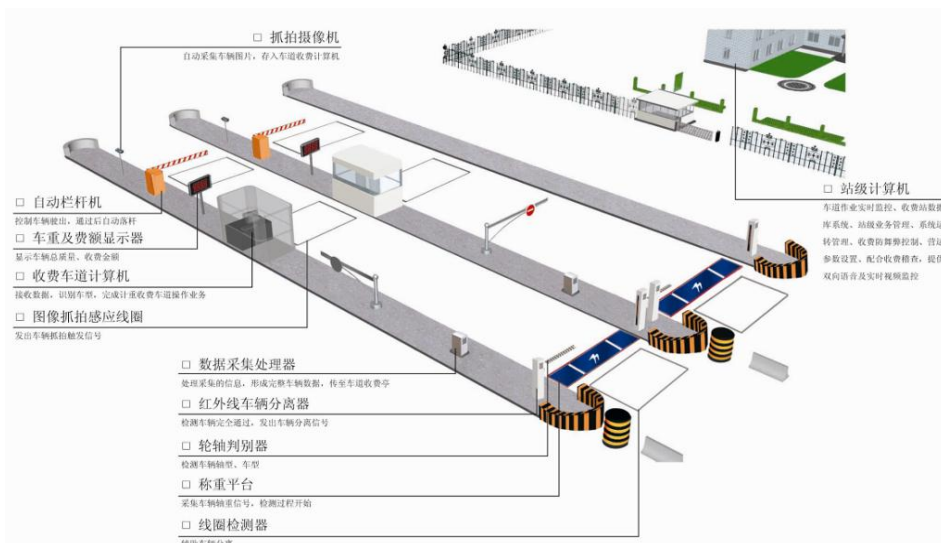 □ 抓拍摄像机
自动采集车辆图片,存入车道收费计算机
□ 自动栏杆机
控制车辆驶出,通过后自动落杆
□ 车重及费额显示器
显示车辆总质量、收费金额
□ 收费车道计算机
接收数据,识别车型,完成计重收费车道操作业务
□ 图像抓拍感应线圈
发出车辆抓拍触发信号
□ 数据采集处理器
处理采集的信息,形成完整车辆数据,传至车道收费亭
□ 红外线车辆分离器
检测车辆完全通过,发出车辆分离信号
□ 轮轴判别器
检测车辆轴型、车型
□ 称重平台
采集车辆轴重信号,检测过程开始
□ 线圈检测器
□ 站级计算机
车道作业实时监控、收费站数据
库系统、站级业务管理、系统运
转管理、收费防舞弊控制、营运
参数设置、配合收费稽查,提供
双向语音及实时视频监控